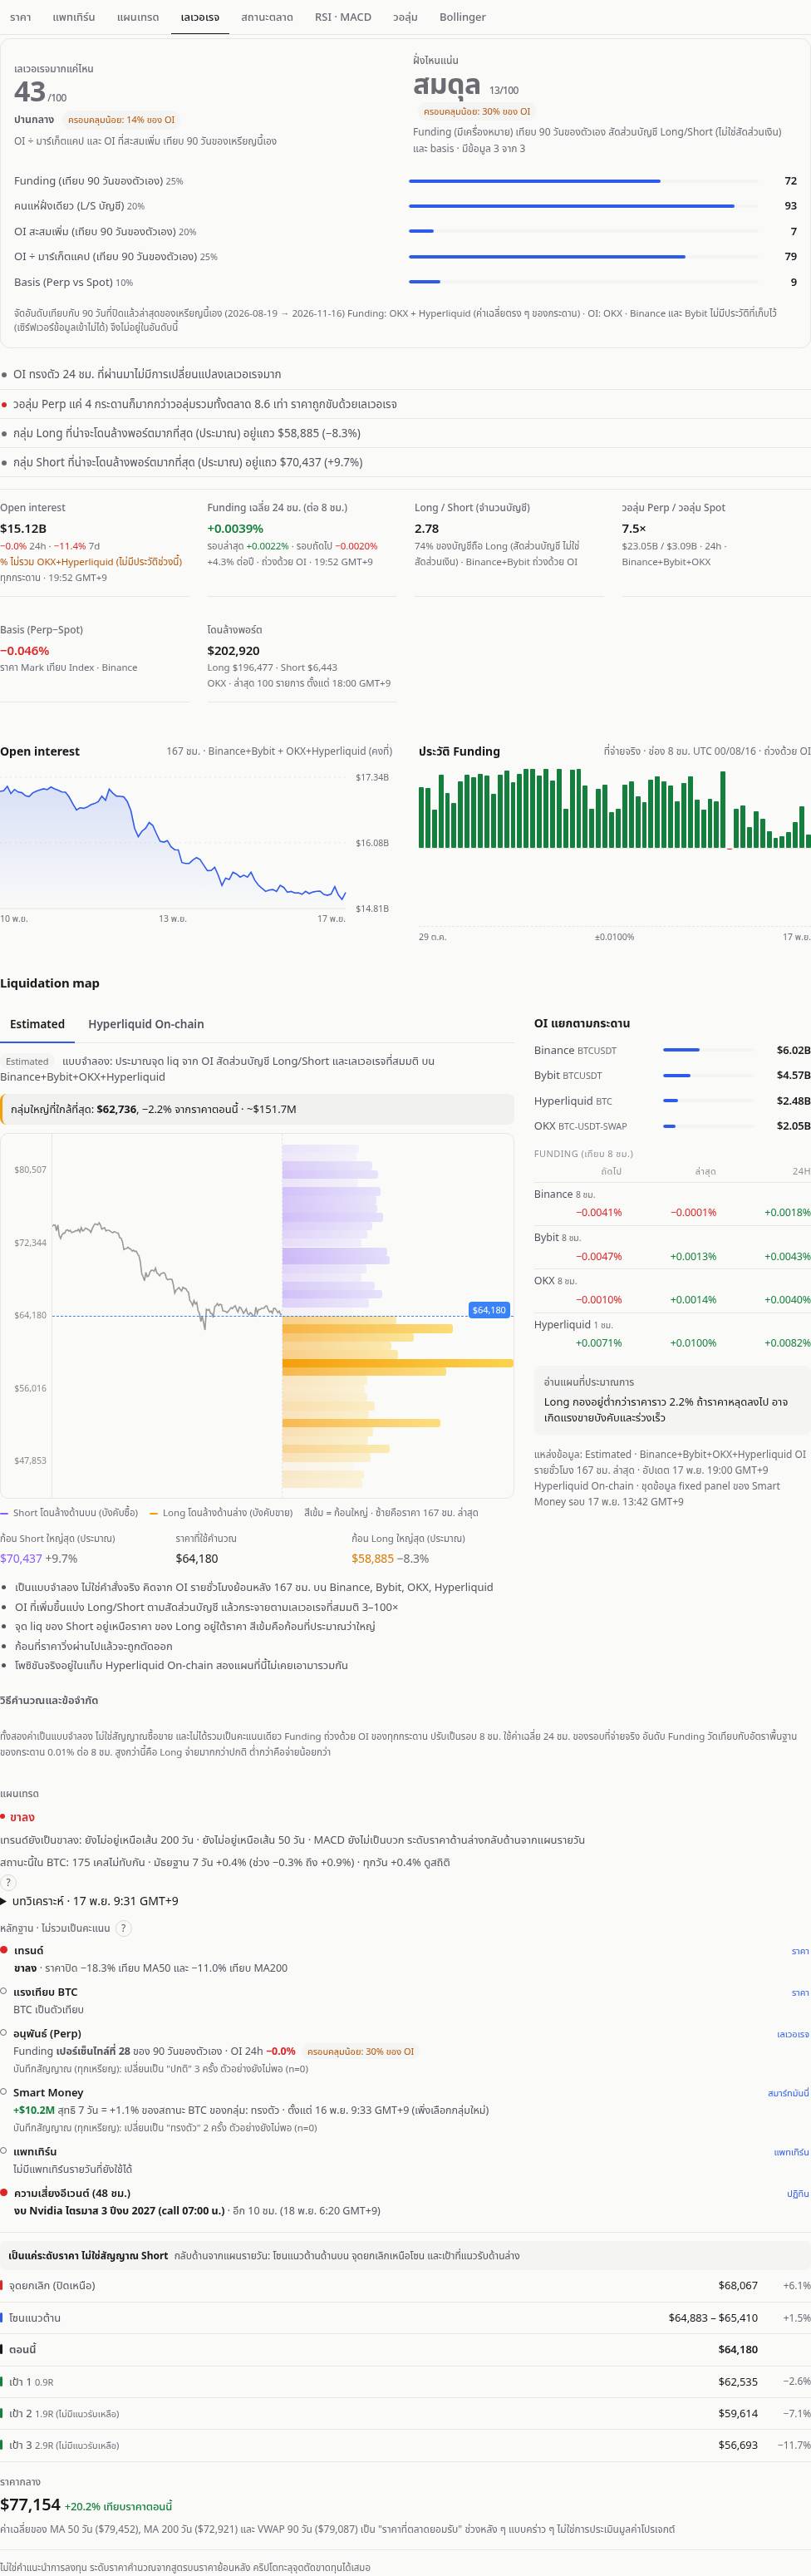 ราคา แพทเทิร์น แผนเทรด เลเวอเรจ สถานะตลาด RSI · MACD วอลุ่ม Bollinger
เลเวอเรจมากแค่ไหน
43 /100
ปานกลาง ครอบคลุมน้อย: 14% ของ OI
OI ÷ มาร์เก็ตแคป และ OI ที่สะสมเพิ่ม เทียบ 90 วันของเหรียญนี้เอง
ฝั่งไหนแน่น
สมดุล 13/100
ครอบคลุมน้อย: 30% ของ OI
Funding (มีเครื่องหมาย) เทียบ 90 วันของตัวเอง สัดส่วนบัญชี Long/Short (ไม่ใช่สัดส่วนเงิน)
และ basis · มีข้อมูล 3 จาก 3
Funding (เทียบ 90 วันของตัวเอง) 25% 72
คนแห่ฝั่งเดียว (L/S บัญชี) 20% 93
OI สะสมเพิ่ม (เทียบ 90 วันของตัวเอง) 20% 7
OI ÷ มาร์เก็ตแคป (เทียบ 90 วันของตัวเอง) 25% 79
Basis (Perp vs Spot) 10% 9
จัดอันดับเทียบกับ 90 วันที่ปิดแล้วล่าสุดของเหรียญนี้เอง (2026-08-19 → 2026-11-16) Funding: OKX + Hyperliquid (ค่าเฉลี่ยตรง ๆ ของกระดาน) · OI: OKX · Binance และ Bybit ไม่มีประวัติที่เก็บไว้
(เซิร์ฟเวอร์ข้อมูลเข้าไม่ได้) จึงไม่อยู่ในอันดับนี้
OI ทรงตัว 24 ชม. ที่ผ่านมาไม่มีการเปลี่ยนแปลงเลเวอเรจมาก
วอลุ่ม Perp แค่ 4 กระดานก็มากกว่าวอลุ่มรวมทั้งตลาด 8.6 เท่า ราคาถูกขับด้วยเลเวอเรจ
กลุ่ม Long ที่น่าจะโดนล้างพอร์ตมากที่สุด (ประมาณ) อยู่แถว $58,885 (−8.3%)
กลุ่ม Short ที่น่าจะโดนล้างพอร์ตมากที่สุด (ประมาณ) อยู่แถว $70,437 (+9.7%)
Open interest
$15.12B
−0.0% 24h · −11.4% 7d
% ไม่รวม OKX+Hyperliquid (ไม่มีประวัติช่วงนี้)
ทุกกระดาน · 19:52 GMT+9
Funding เฉลี่ย 24 ชม. (ต่อ 8 ชม.)
+0.0039%
รอบล่าสุด +0.0022% · รอบถัดไป −0.0020%
+4.3% ต่อปี · ถ่วงด้วย OI · 19:52 GMT+9
Long / Short (จำนวนบัญชี)
2.78
74% ของบัญชีถือ Long (สัดส่วนบัญชี ไม่ใช่
สัดส่วนเงิน) · Binance+Bybit ถ่วงด้วย OI
วอลุ่ม Perp / วอลุ่ม Spot
7.5×
$23.05B / $3.09B · 24h ·
Binance+Bybit+OKX
Basis (Perp−Spot)
−0.046%
ราคา Mark เทียบ Index · Binance
โดนล้างพอร์ต
$202,920
Long $196,477 · Short $6,443
OKX · ล่าสุด 100 รายการ ตั้งแต่ 18:00 GMT+9
Open interest 167 ชม. · Binance+Bybit + OKX+Hyperliquid (คงที่)
$17.34B
$16.08B
$14.81B
10 พ.ย. 13 พ.ย. 17 พ.ย.
ประวัติ Funding ที่จ่ายจริง · ช่อง 8 ชม. UTC 00/08/16 · ถ่วงด้วย OI
29 ต.ค. ±0.0100% 17 พ.ย.
Liquidation map
Estimated Hyperliquid On-chain
Estimated แบบจำลอง: ประมาณจุด liq จาก OI สัดส่วนบัญชี Long/Short และเลเวอเรจที่สมมติ บน
Binance+Bybit+OKX+Hyperliquid
กลุ่มใหญ่ที่ใกล้ที่สุด: $62,736, −2.2% จากราคาตอนนี้ · ~$151.7M
$80,507
$72,344
$64,180 $64,180
$56,016
$47,853
Short โดนล้างด้านบน (บังคับซื้อ) Long โดนล้างด้านล่าง (บังคับขาย) สีเข้ม = ก้อนใหญ่ · ซ้ายคือราคา 167 ชม. ล่าสุด
ก้อน Short ใหญ่สุด (ประมาณ) ราคาที่ใช้คำนวณ ก้อน Long ใหญ่สุด (ประมาณ)
$70,437 +9.7% $64,180 $58,885 −8.3%
เป็นแบบจำลอง ไม่ใช่คำสั่งจริง คิดจาก OI รายชั่วโมงย้อนหลัง 167 ชม. บน Binance, Bybit, OKX, Hyperliquid
OI ที่เพิ่มขึ้นแบ่ง Long/Short ตามสัดส่วนบัญชี แล้วกระจายตามเลเวอเรจที่สมมติ 3–100×
จุด liq ของ Short อยู่เหนือราคา ของ Long อยู่ใต้ราคา สีเข้มคือก้อนที่ประมาณว่าใหญ่
ก้อนที่ราคาวิ่งผ่านไปแล้วจะถูกตัดออก
โพซิชันจริงอยู่ในแท็บ Hyperliquid On-chain สองแผนที่นี้ไม่เคยเอามารวมกัน
OI แยกตามกระดาน
Binance BTCUSDT $6.02B
Bybit BTCUSDT $4.57B
Hyperliquid BTC $2.48B
OKX BTC-USDT-SWAP $2.05B
FUNDING (เทียบ 8 ชม.)
ถัดไป ล่าสุด 24H
Binance 8 ชม.
−0.0041% −0.0001% +0.0018%
Bybit 8 ชม.
−0.0047% +0.0013% +0.0043%
OKX 8 ชม.
−0.0010% +0.0014% +0.0040%
Hyperliquid 1 ชม.
+0.0071% +0.0100% +0.0082%
อ่านแผนที่ประมาณการ
Long กองอยู่ต่ำกว่าราคาราว 2.2% ถ้าราคาหลุดลงไป อาจ
เกิดแรงขายบังคับและร่วงเร็ว
แหล่งข้อมูล: Estimated · Binance+Bybit+OKX+Hyperliquid OI
รายชั่วโมง 167 ชม. ล่าสุด · อัปเดต 17 พ.ย. 19:00 GMT+9
Hyperliquid On-chain · ชุดข้อมูล fixed panel ของ Smart
Money รอบ 17 พ.ย. 13:42 GMT+9
วิธีคำนวณและข้อจำกัด
ทั้งสองค่าเป็นแบบจำลอง ไม่ใช่สัญญาณซื้อขาย และไม่ได้รวมเป็นคะแนนเดียว Funding ถ่วงด้วย OI ของทุกกระดาน ปรับเป็นรอบ 8 ชม. ใช้ค่าเฉลี่ย 24 ชม. ของรอบที่จ่ายจริง อันดับ Funding วัดเทียบกับอัตราพื้นฐาน
ของกระดาน 0.01% ต่อ 8 ชม. สูงกว่านี้คือ Long จ่ายมากกว่าปกติ ต่ำกว่าคือจ่ายน้อยกว่า
แผนเทรด
ขาลง
เทรนด์ยังเป็นขาลง: ยังไม่อยู่เหนือเส้น 200 วัน · ยังไม่อยู่เหนือเส้น 50 วัน · MACD ยังไม่เป็นบวก ระดับราคาด้านล่างกลับด้านจากแผนรายวัน
สถานะนี้ใน BTC: 175 เคสไม่ทับกัน · มัธยฐาน 7 วัน +0.4% (ช่วง −0.3% ถึง +0.9%) · ทุกวัน +0.4% ดูสถิติ
?
บทวิเคราะห์ · 17 พ.ย. 9:31 GMT+9
หลักฐาน · ไม่รวมเป็นคะแนน ?
เทรนด์ ราคา
ขาลง · ราคาปิด −18.3% เทียบ MA50 และ −11.0% เทียบ MA200
แรงเทียบ BTC ราคา
BTC เป็นตัวเทียบ
อนุพันธ์ (Perp) เลเวอเรจ
Funding เปอร์เซ็นไทล์ที่ 28 ของ 90 วันของตัวเอง · OI 24h −0.0% ครอบคลุมน้อย: 30% ของ OI
บันทึกสัญญาณ (ทุกเหรียญ): เปลี่ยนเป็น "ปกติ" 3 ครั้ง ตัวอย่างยังไม่พอ (n=0)
Smart Money สมาร์ทมันนี่
+$10.2M สุทธิ 7 วัน = +1.1% ของสถานะ BTC ของกลุ่ม: ทรงตัว · ตั้งแต่ 16 พ.ย. 9:33 GMT+9 (เพิ่งเลือกกลุ่มใหม่)
บันทึกสัญญาณ (ทุกเหรียญ): เปลี่ยนเป็น "ทรงตัว" 2 ครั้ง ตัวอย่างยังไม่พอ (n=0)
แพทเทิร์น แพทเทิร์น
ไม่มีแพทเทิร์นรายวันที่ยังใช้ได้
ความเสี่ยงอีเวนต์ (48 ชม.) ปฏิทิน
งบ Nvidia ไตรมาส 3 ปีงบ 2027 (call 07:00 น.) · อีก 10 ชม. (18 พ.ย. 6:20 GMT+9)
เป็นแค่ระดับราคา ไม่ใช่สัญญาณ Short กลับด้านจากแผนรายวัน: โซนแนวต้านด้านบน จุดยกเลิกเหนือโซน และเป้าที่แนวรับด้านล่าง
จุดยกเลิก (ปิดเหนือ) $68,067 +6.1%
โซนแนวต้าน $64,883 – $65,410 +1.5%
ตอนนี้ $64,180
เป้า 1 0.9R $62,535 −2.6%
เป้า 2 1.9R (ไม่มีแนวรับเหลือ) $59,614 −7.1%
เป้า 3 2.9R (ไม่มีแนวรับเหลือ) $56,693 −11.7%
ราคากลาง
$77,154 +20.2% เทียบราคาตอนนี้
ค่าเฉลี่ยของ MA 50 วัน ($79,452), MA 200 วัน ($72,921) และ VWAP 90 วัน ($79,087) เป็น "ราคาที่ตลาดยอมรับ" ช่วงหลัง ๆ แบบคร่าว ๆ ไม่ใช่การประเมินมูลค่าโปรเจกต์
ไม่ใช่คำแนะนำการลงทุน ระดับราคาคำนวณจากสูตรบนราคาย้อนหลัง คริปโตทะลุจุดตัดขาดทุนได้เสมอ